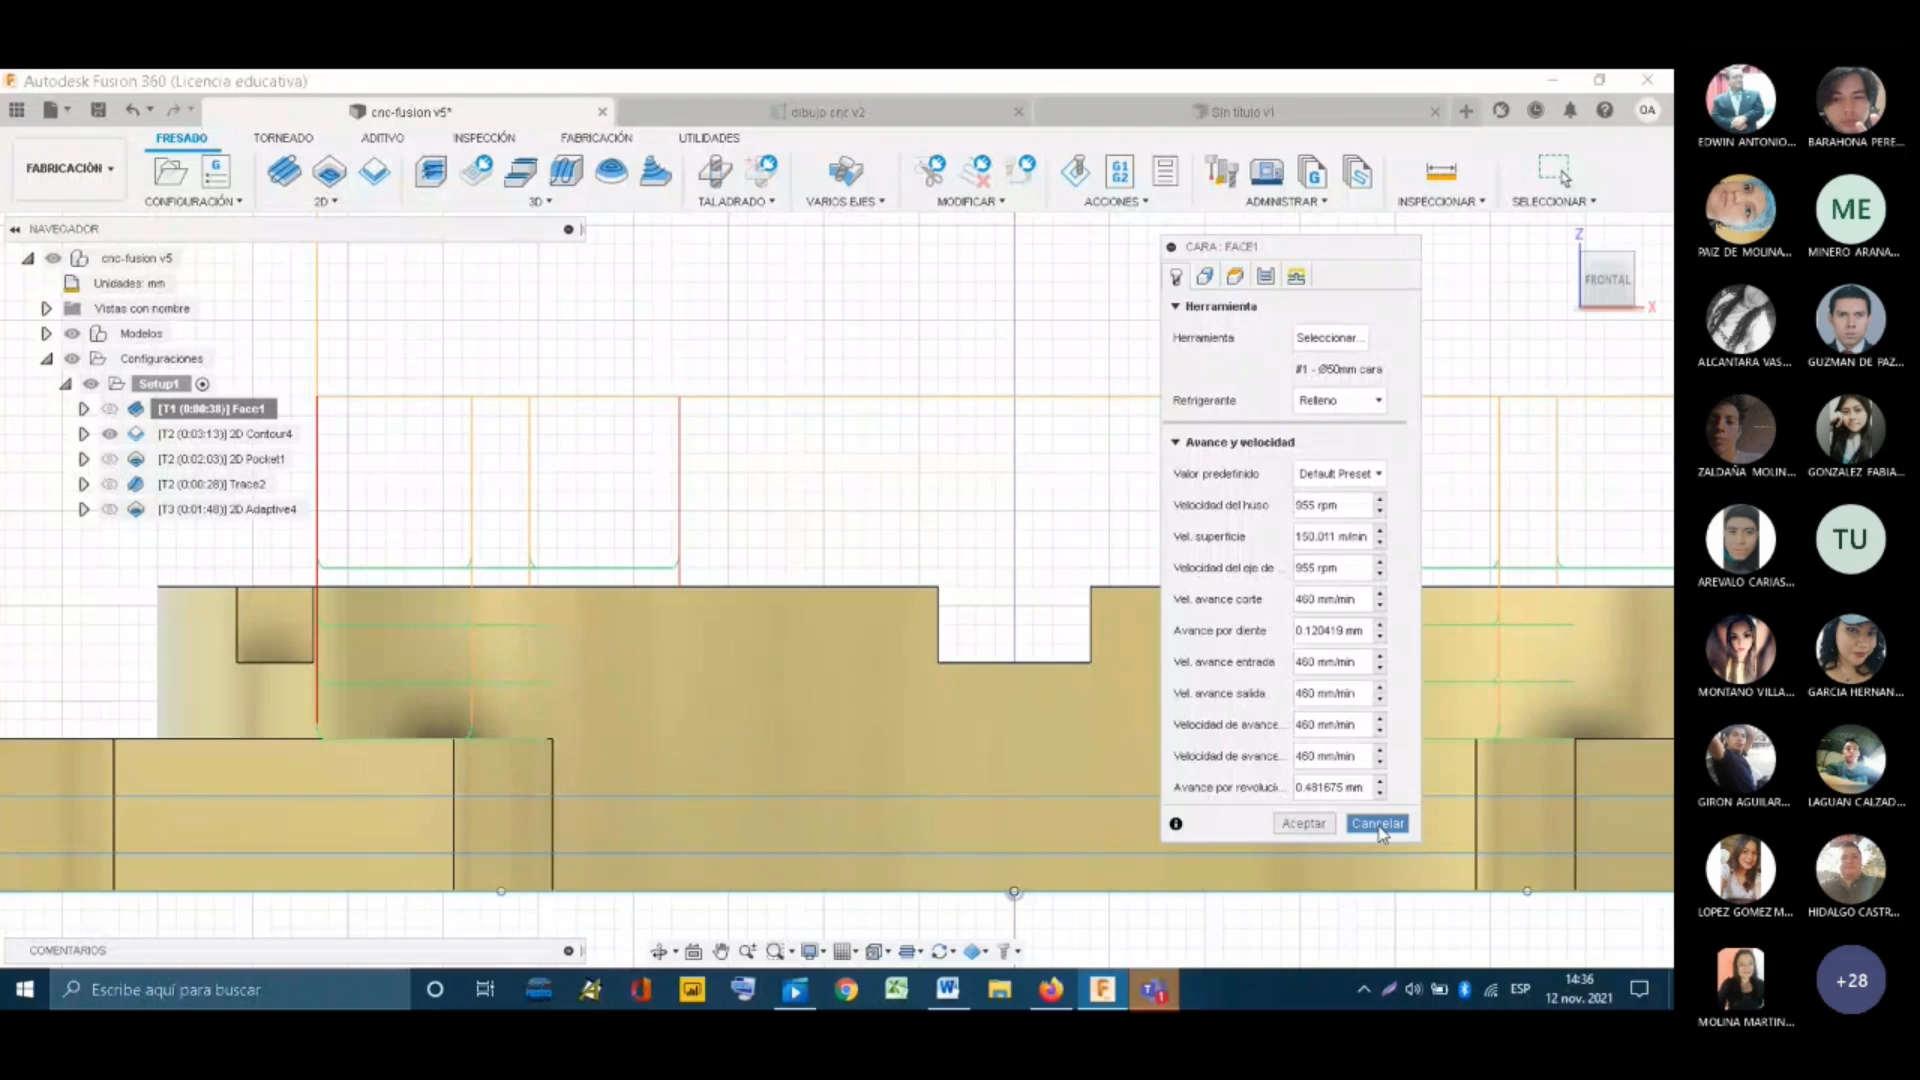 Autodesk Fusion 360 (Licencia educativa)
cnc-fusion v5*
dibujo cnc v2
Sin título v1
OA
FABRICACIÓN
FRESADO
TORNEADO
ADITIVO
INSPECCIÓN
FABRICACIÓN
UTILIDADES
G
G1
G2
G
CONFIGURACIÓN
2D
3D
TALADRADO
VARIOS EJES
MODIFICAR
ACCIONES
ADMINISTRAR
INSPECCIONAR
SELECCIONAR
NAVEGADOR
cnc-fusion v5
Unidades: mm
Vistas con nombre
Modelos
Configuraciones
Setup1
[T1 (0:00:38)] Face1
[T2 (0:03:13)] 2D Contour4
[T2 (0:02:03)] 2D Pocket1
[T2 (0:00:28)] Trace2
[T3 (0:01:48)] 2D Adaptive4
CARA : FACE1
Herramienta
Herramienta Seleccionar...
#1 - Ø50mm cara
Refrigerante Relleno
Avance y velocidad
Valor predefinido Default Preset
Velocidad del huso 955 rpm
Vel. superficie 150.011 m/min
Velocidad del eje de ... 955 rpm
Vel. avance corte 460 mm/min
Avance por diente 0.120419 mm
Vel. avance entrada 460 mm/min
Vel. avance salida 460 mm/min
Velocidad de avance... 460 mm/min
Velocidad de avance... 460 mm/min
Avance por revoluci... 0.481675 mm
Aceptar Cancelar
Z
FRONTAL
X
COMENTARIOS
Escribe aquí para buscar
ESP
14:36
12 nov. 2021
EDWIN ANTONIO...
BARAHONA PERE...
PAIZ DE MOLINA...
ME
MINERO ARANA...
ALCANTARA VAS...
GUZMAN DE PAZ...
ZALDAÑA MOLIN...
GONZALEZ FABIA...
AREVALO CARIAS...
TU
MONTANO VILLA...
GARCIA HERNAN...
GIRON AGUILAR...
LAGUAN CALZAD...
LOPEZ GOMEZ M...
HIDALGO CASTR...
MOLINA MARTIN...
+28